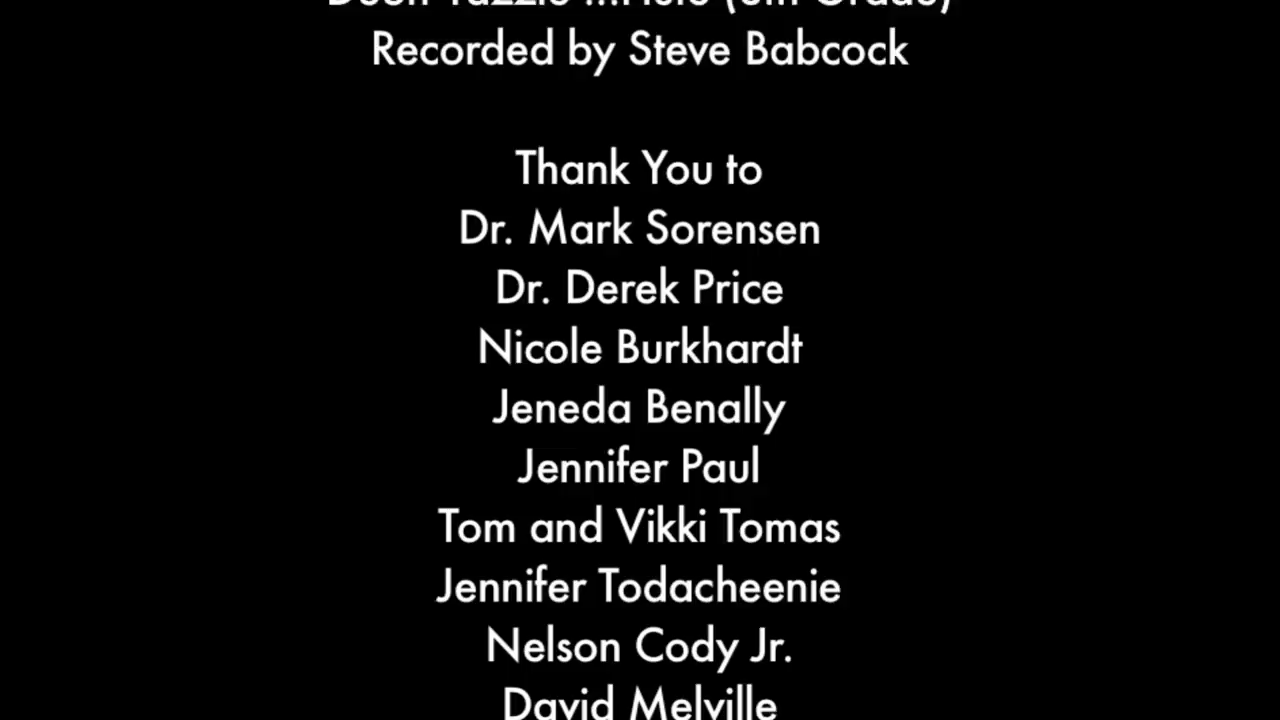 Recorded by Steve Babcock
Thank You to
Dr. Mark Sorensen
Dr. Derek Price
Nicole Burkhardt
Jeneda Benally
Jennifer Paul
Tom and Vikki Tomas
Jennifer Todacheenie
Nelson Cody Jr.
David Melville